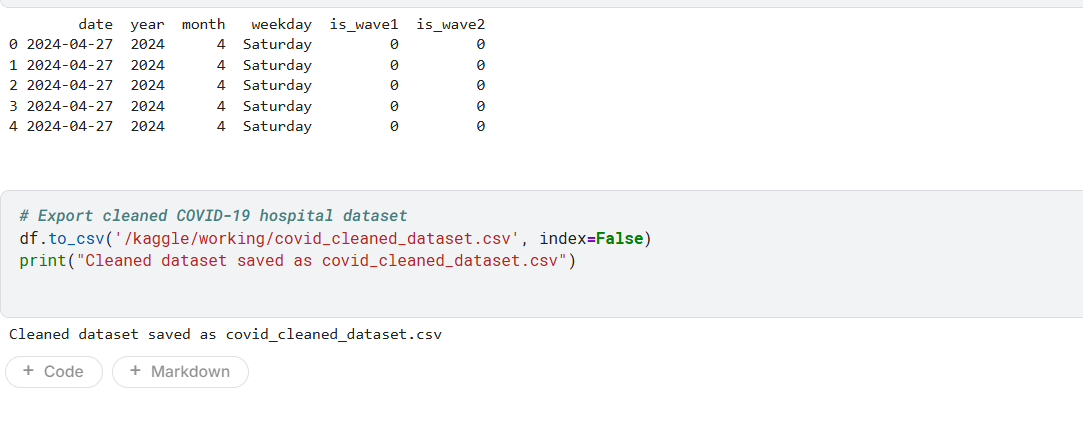 date year month weekday is_wave1 is_wave2
0 2024-04-27 2024 4 Saturday 0 0
1 2024-04-27 2024 4 Saturday 0 0
2 2024-04-27 2024 4 Saturday 0 0
3 2024-04-27 2024 4 Saturday 0 0
4 2024-04-27 2024 4 Saturday 0 0
# Export cleaned COVID-19 hospital dataset
df.to_csv('/kaggle/working/covid_cleaned_dataset.csv', index=False)
print("Cleaned dataset saved as covid_cleaned_dataset.csv")
Cleaned dataset saved as covid_cleaned_dataset.csv
+ Code + Markdown